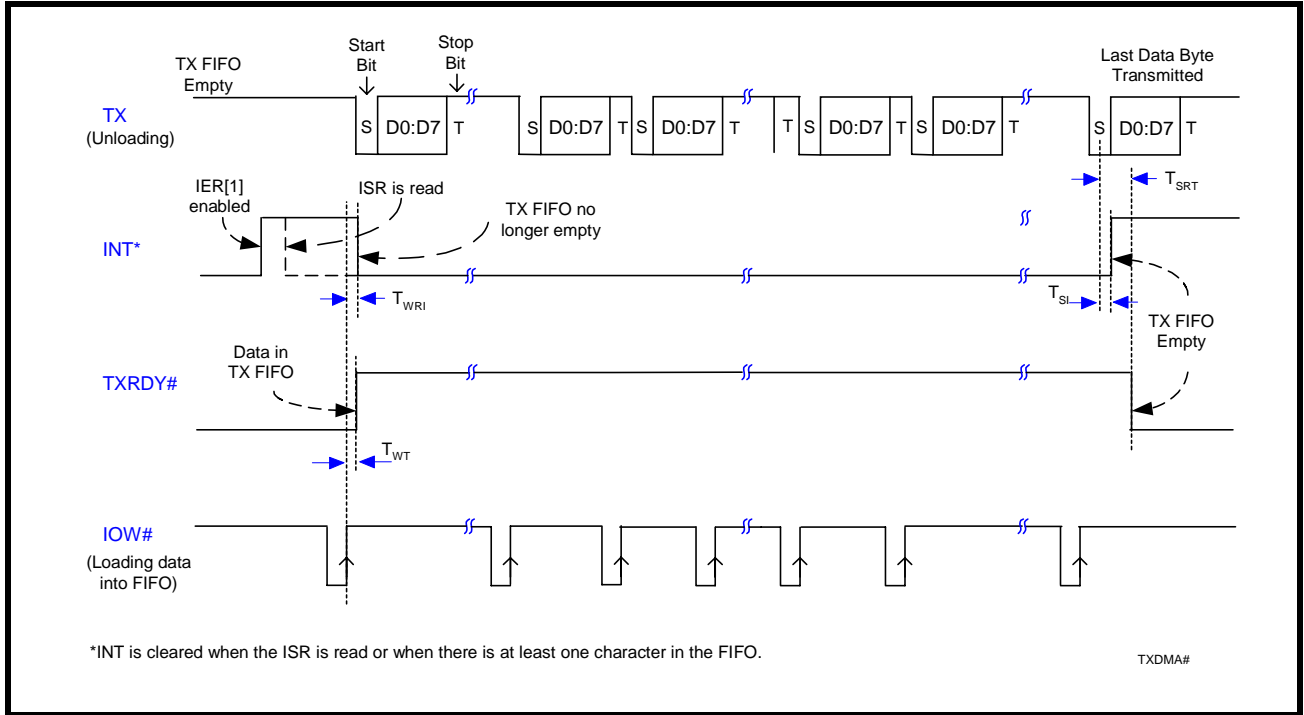 Start
Bit
Stop
Bit
TX FIFO
Empty
Last Data Byte
Transmitted
TX
(Unloading)
S D0:D7 T S D0:D7 T S D0:D7 T T S D0:D7 T S D0:D7 T S D0:D7 T
TSRT
IER[1]
enabled
ISR is read
TX FIFO no
longer empty
INT*
TWRI
TSI
TX FIFO
Empty
Data in
TX FIFO
TXRDY#
TWT
IOW#
(Loading data
into FIFO)
*INT is cleared when the ISR is read or when there is at least one character in the FIFO.
TXDMA#